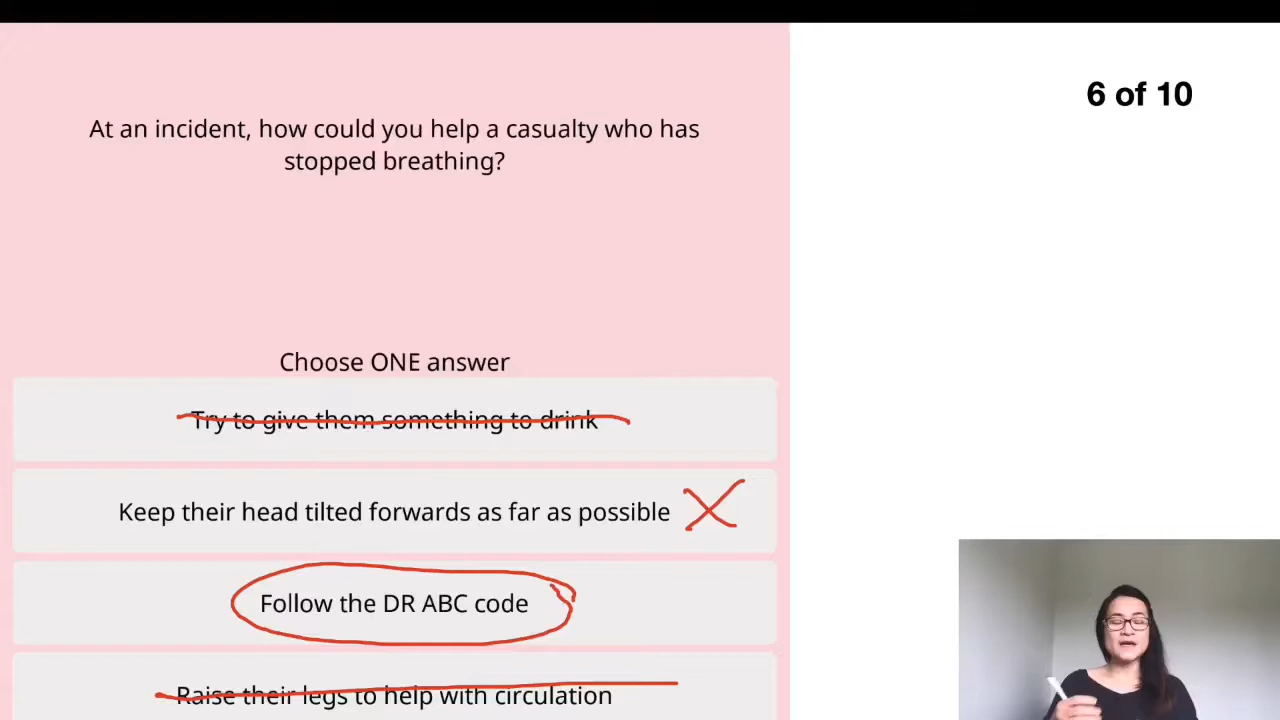 6 of 10
At an incident, how could you help a casualty who has
stopped breathing?
Choose ONE answer
Try to give them something to drink
Keep their head tilted forwards as far as possible
Follow the DR ABC code
Raise their legs to help with circulation